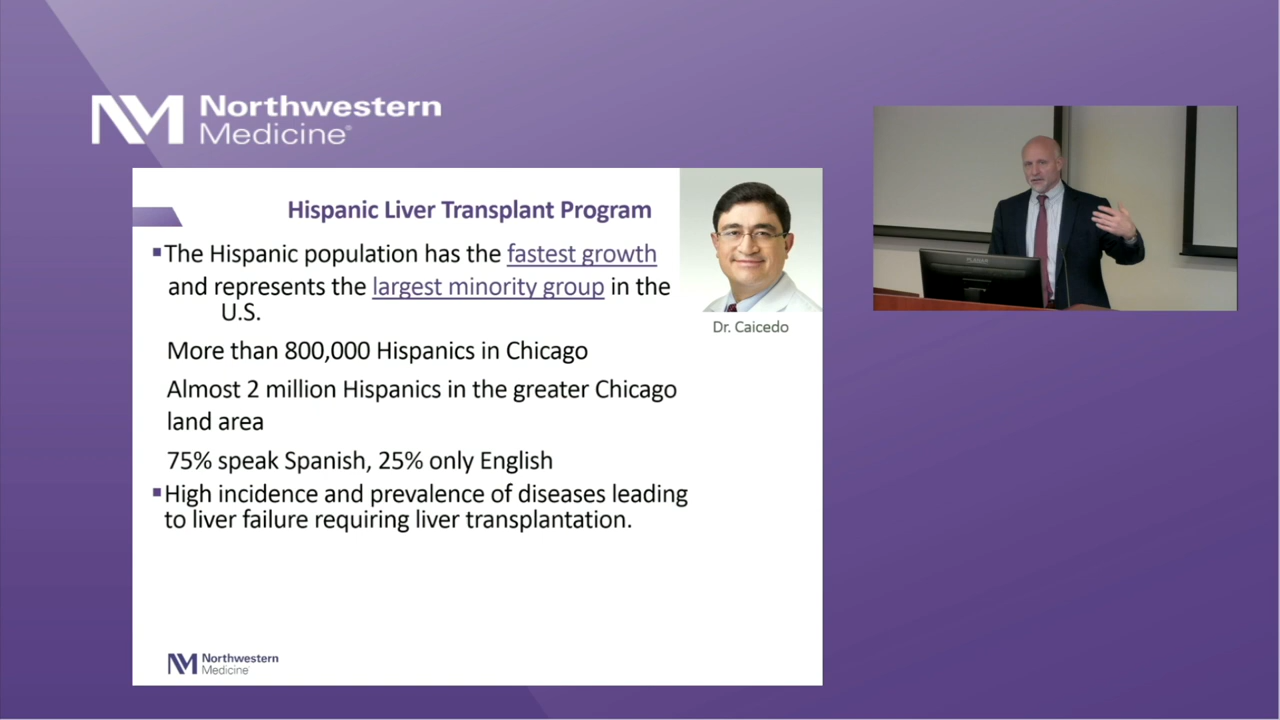 Northwestern
Medicine®
Hispanic Liver Transplant Program
▪The Hispanic population has the fastest growth
and represents the largest minority group in the
U.S.
More than 800,000 Hispanics in Chicago
Almost 2 million Hispanics in the greater Chicago
land area
75% speak Spanish, 25% only English
▪High incidence and prevalence of diseases leading
to liver failure requiring liver transplantation.
Dr. Caicedo
Northwestern
Medicine